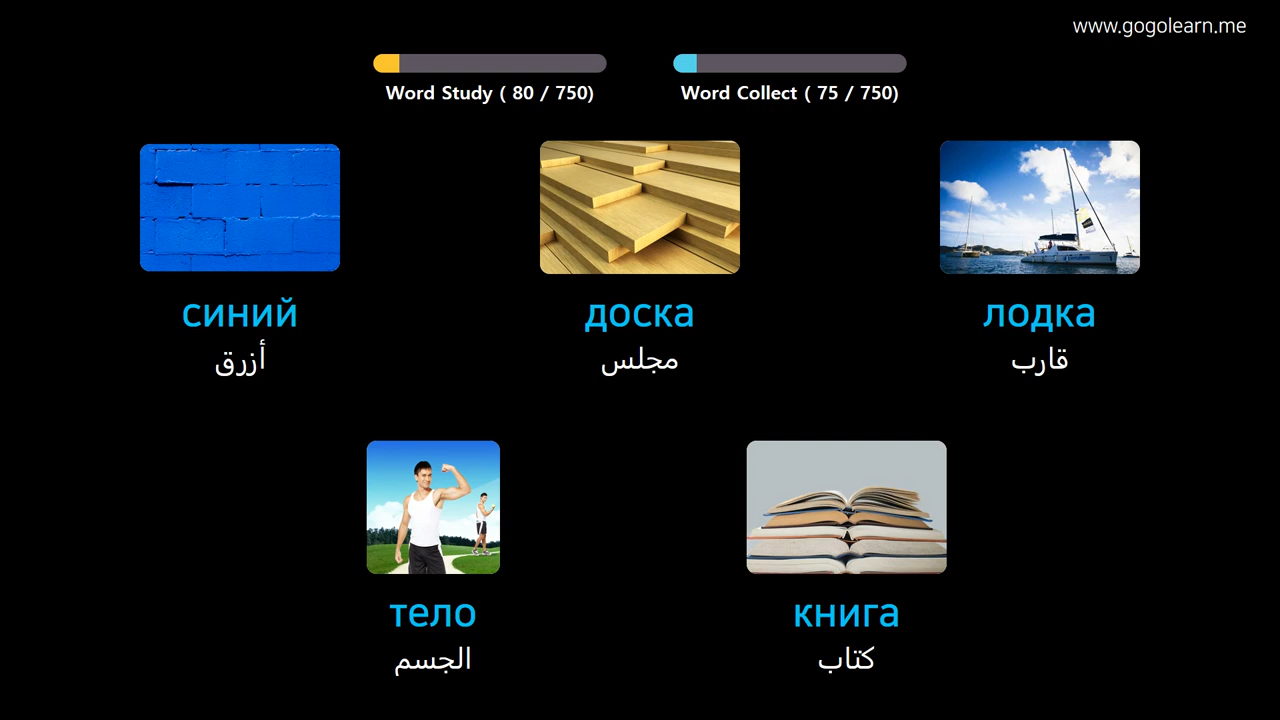 www.gogolearn.me
Word Study ( 80 / 750)
Word Collect ( 75 / 750)
синий
доска
лодка
أزرق
مجلس
قارب
тело
книга
الجسم
كتاب